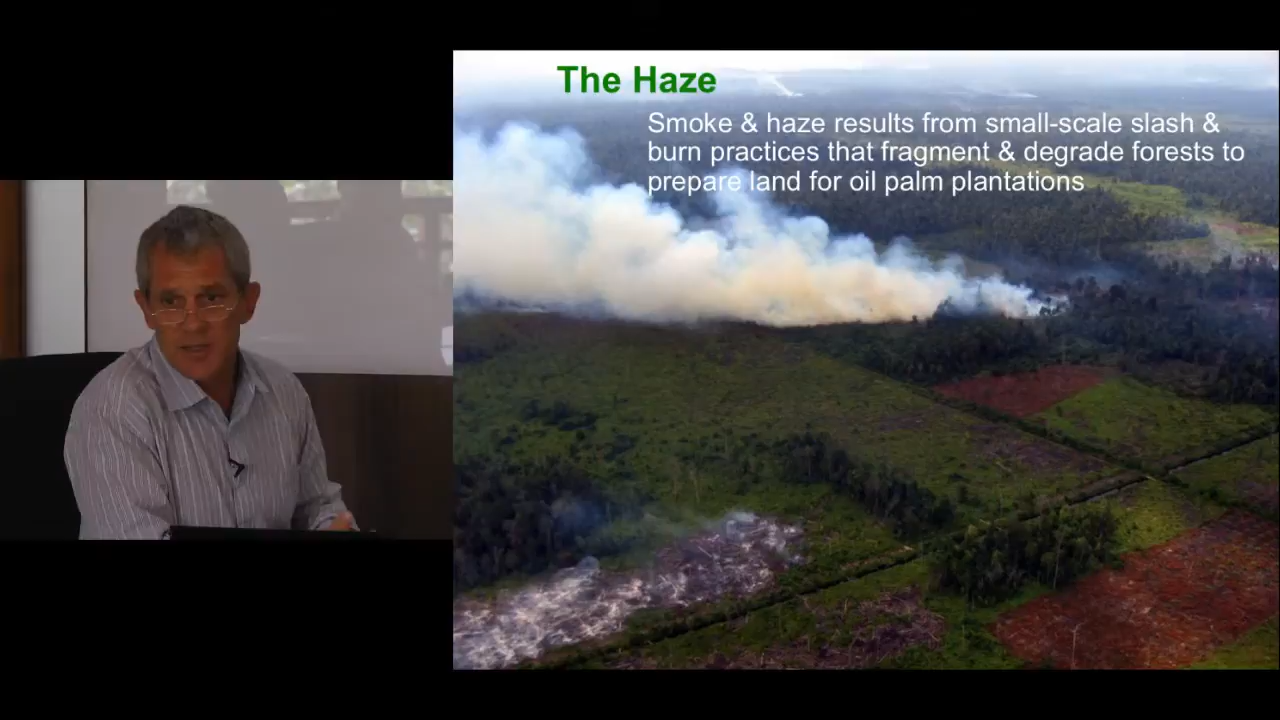 The Haze
Smoke & haze results from small-scale slash &
burn practices that fragment & degrade forests to
prepare land for oil palm plantations